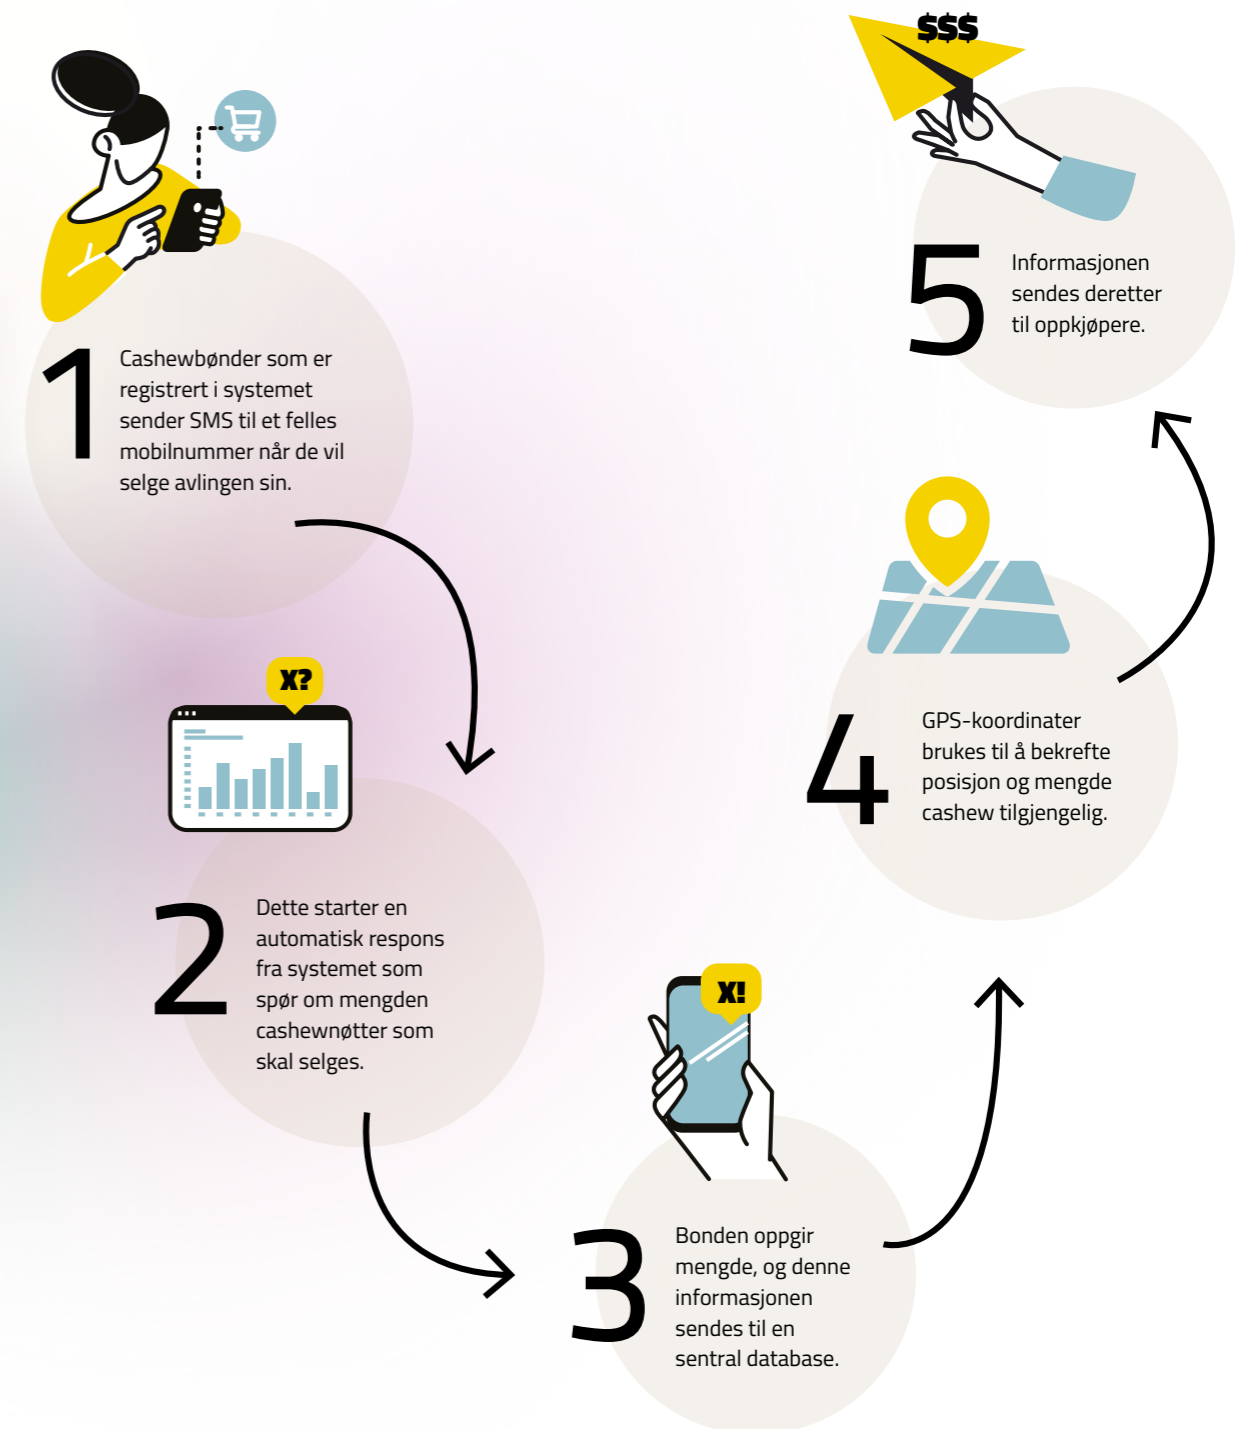 1
Cashewbønder som er
registrert i systemet
sender SMS til et felles
mobilnummer når de vil
selge avlingen sin.
X?
2
Dette starter en
automatisk respons
fra systemet som
spør om mengden
cashewnøtter som
skal selges.
X!
3
Bonden oppgir
mengde, og denne
informasjonen
sendes til en
sentral database.
4
GPS-koordinater
brukes til å bekrefte
posisjon og mengde
cashew tilgjengelig.
$$$
5
Informasjonen
sendes deretter
til oppkjøpere.